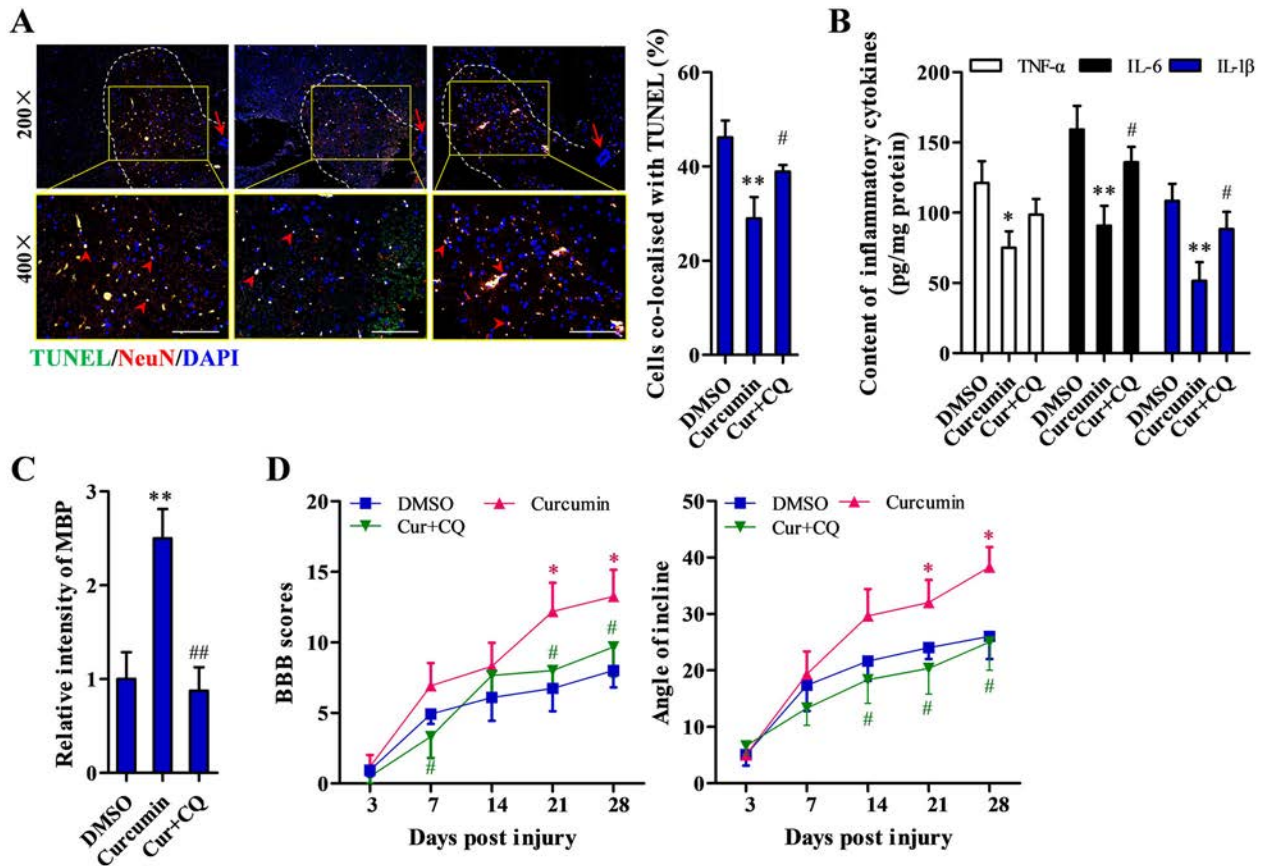 A
200×
400×
TUNEL/NeuN/DAPI
Cells co-localised with TUNEL (%)
60
40
20
0
**
#
DMSO
Curcumin
Cur+CQ
B
Content of inflammatory cytokines
(pg/mg protein)
200
150
100
50
0
TNF-α
IL-6
IL-1β
*
**
#
**
#
DMSO
Curcumin
Cur+CQ
DMSO
Curcumin
Cur+CQ
DMSO
Curcumin
Cur+CQ
C
Relative intensity of MBP
3
2
1
0
**
##
DMSO
Curcumin
Cur+CQ
D
BBB scores
20
15
10
5
0
DMSO
Curcumin
Cur+CQ
*
*
#
#
#
3
7
14
21
28
Days post injury
Angle of incline
50
40
30
20
10
0
DMSO
Curcumin
Cur+CQ
*
*
#
#
#
3
7
14
21
28
Days post injury